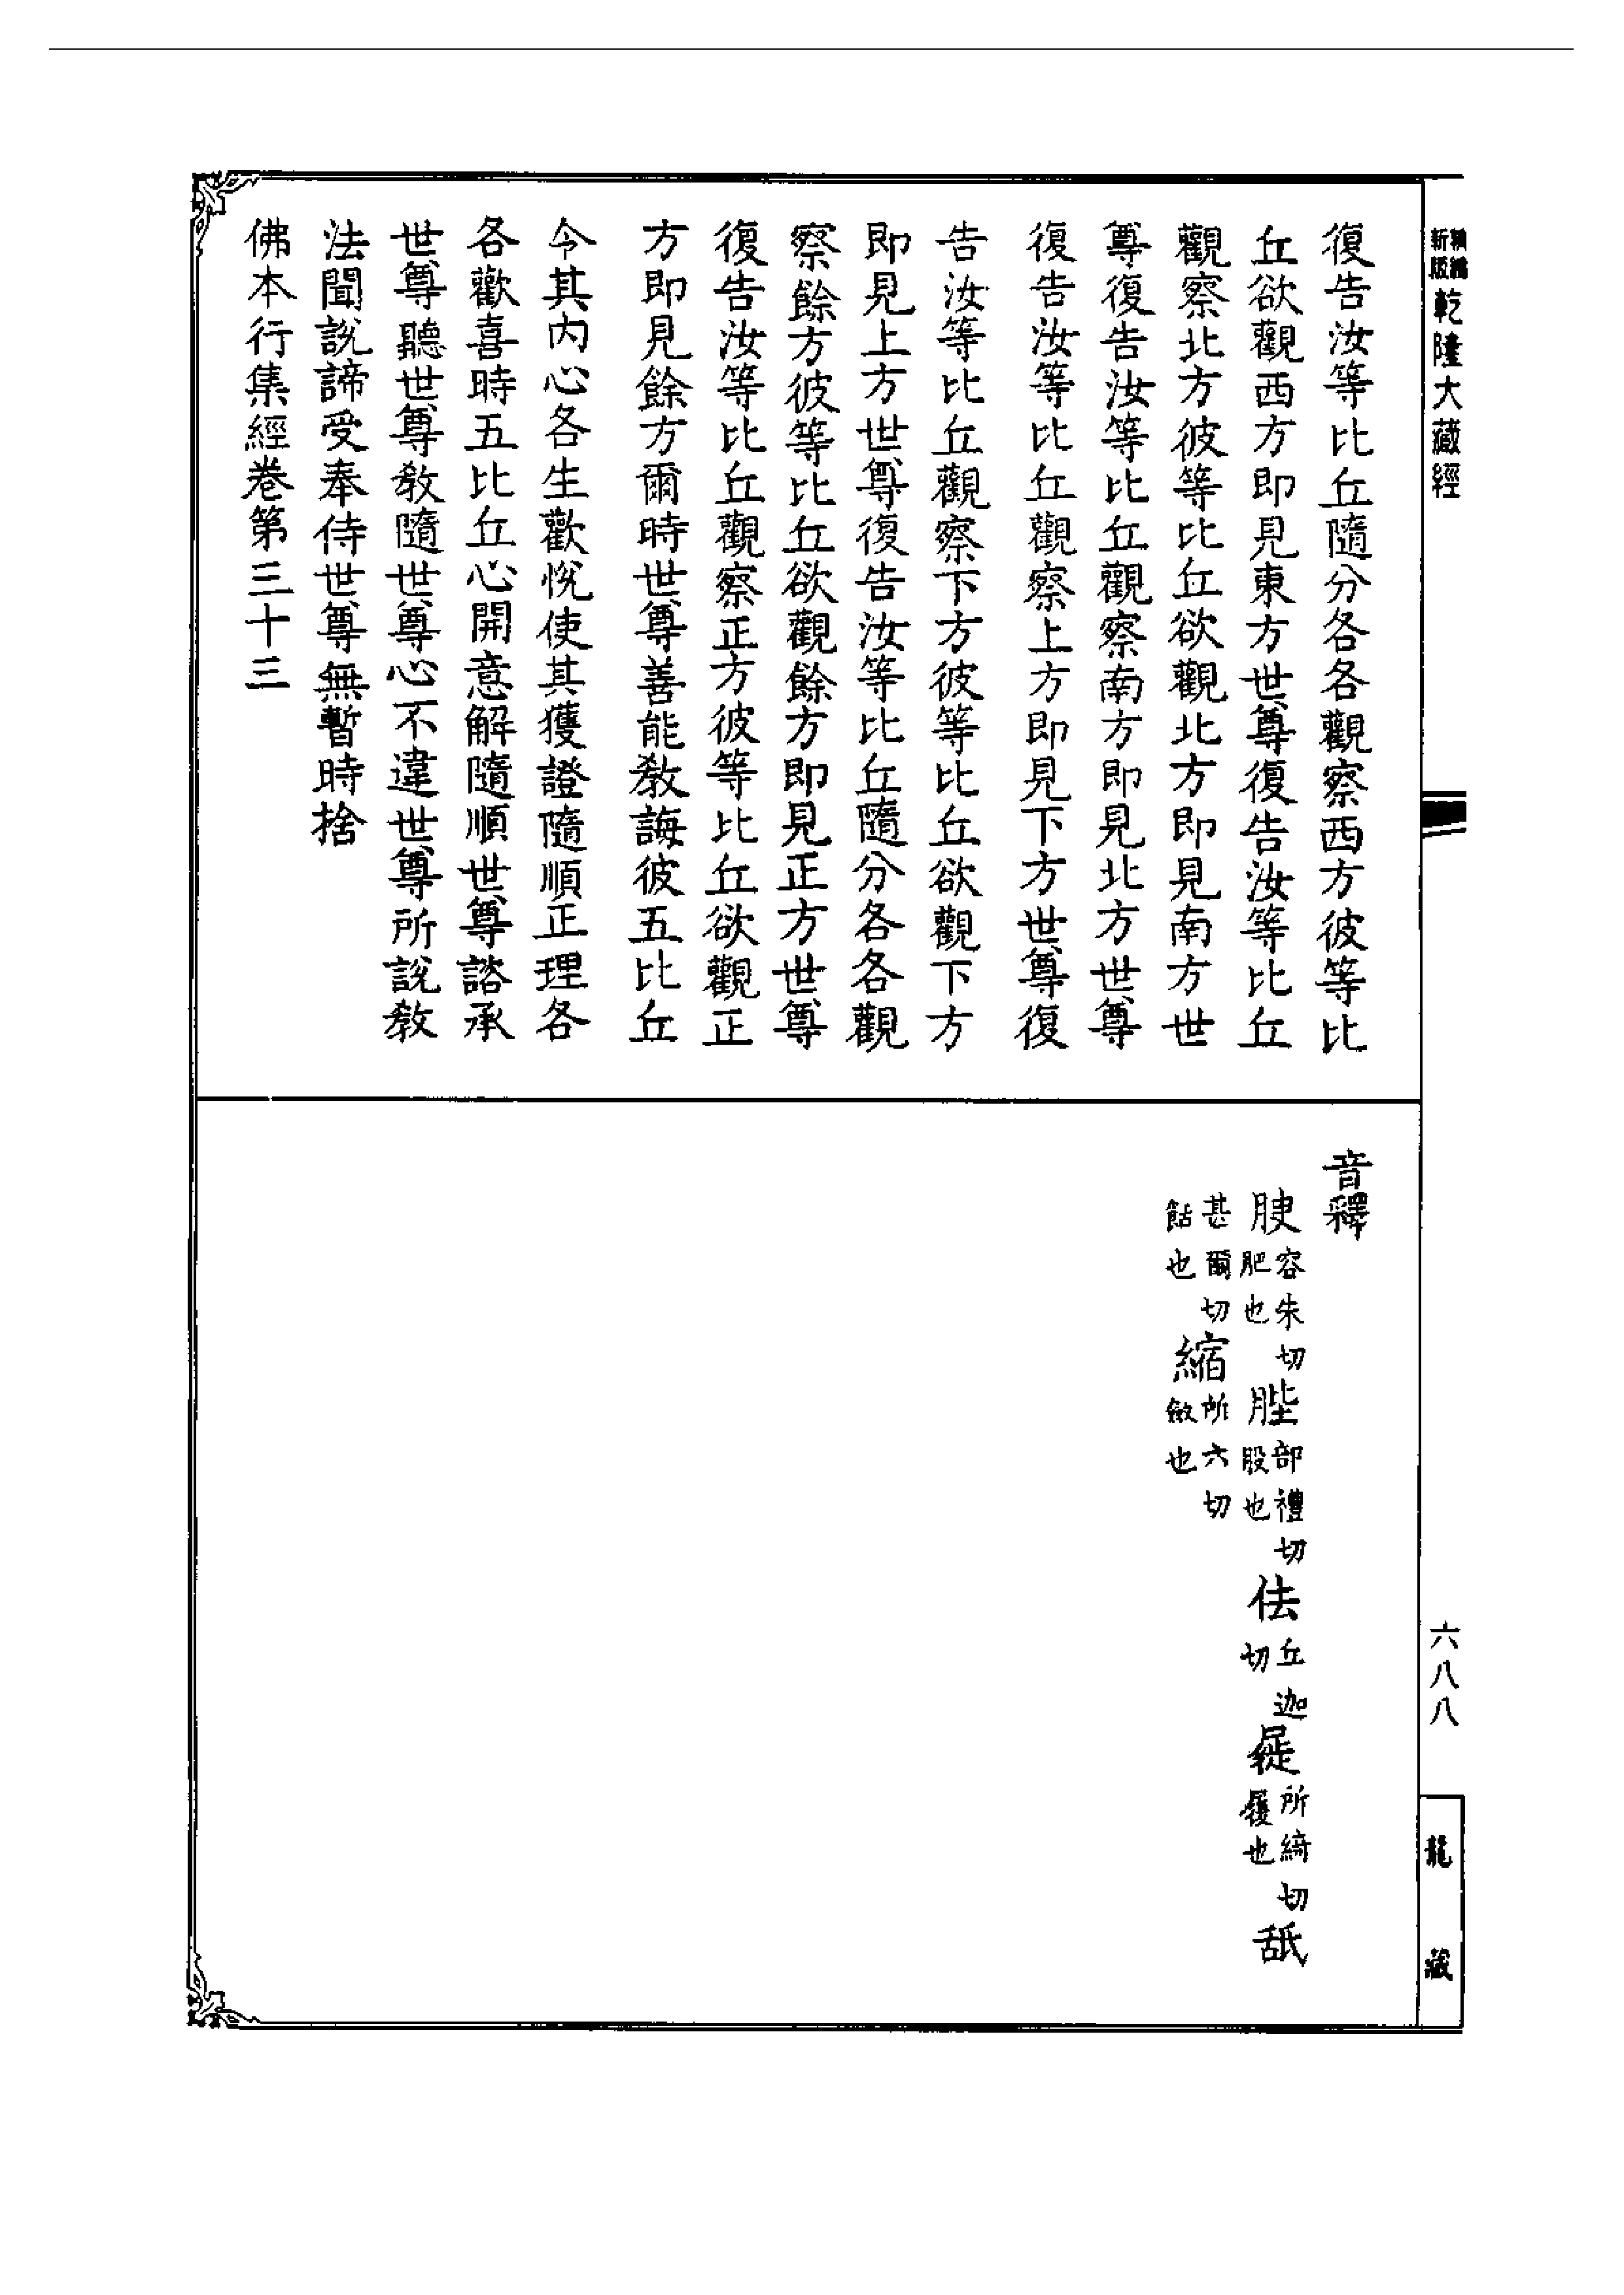 新版精編乾隆大藏經
復告汝等比丘隨分各各觀察西方彼等比
丘欲觀西方即見東方世尊復告汝等比丘
觀察北方彼等比丘欲觀北方即見南方世
尊復告汝等比丘觀察南方即見北方世尊
復告汝等比丘觀察上方即見下方世尊復
告汝等比丘觀察下方彼等比丘欲觀下方
即見上方世尊復告汝等比丘隨分各各觀
察餘方彼等比丘欲觀餘方即見正方世尊
復告汝等比丘觀察正方彼等比丘欲觀正
方即見餘方爾時世尊善能教誨彼五比丘
今其內心各生歡悅使其獲證隨順正理各
各歡喜時五比丘心開意解隨順世尊諮承
世尊聽世尊教隨世尊心不違世尊所說教
法聞說諦受奉侍世尊無暫時捨
佛本行集經卷第三十三
音釋
腴容朱切肥也 䏶部禮切股也 佉丘迦切 屣所綺切履也 舐
甚爾切餂也 縮所六切斂也
六八八
龍藏